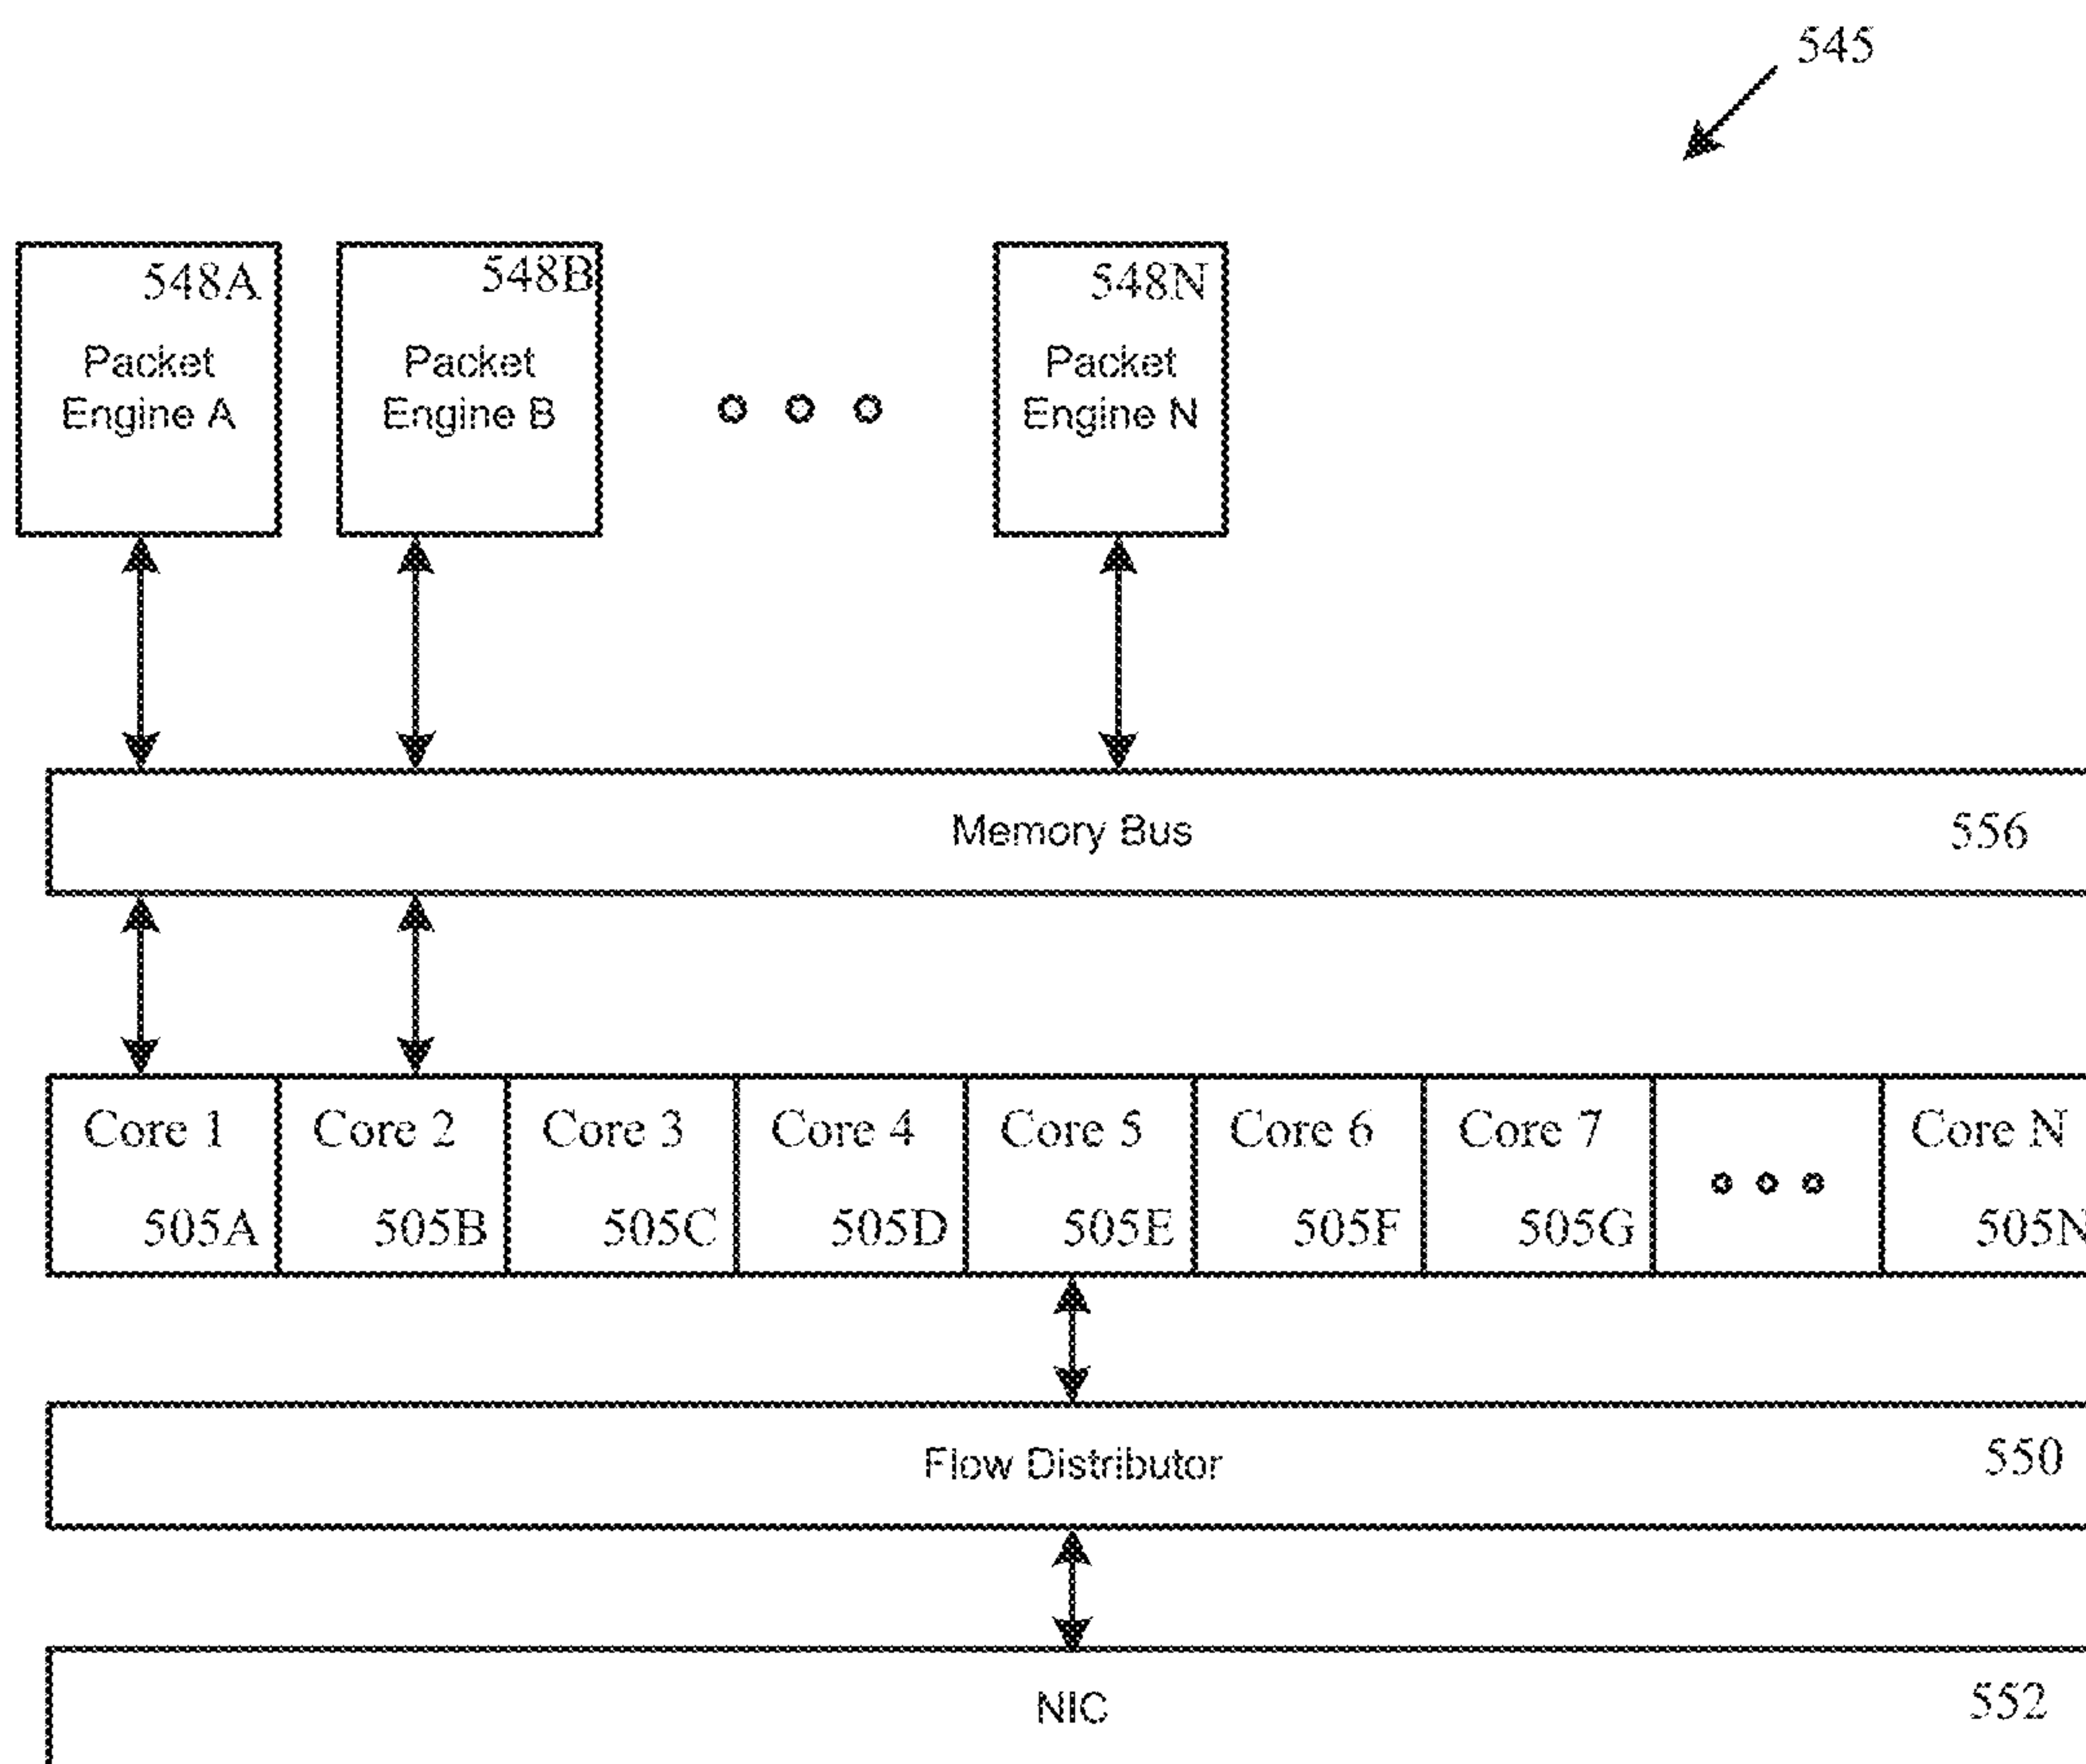 545
548A
Packet
Engine A
548B
Packet
Engine B
548N
Packet
Engine N
Memory Bus
556
Core 1
505A
Core 2
505B
Core 3
505C
Core 4
505D
Core 5
505E
Core 6
505F
Core 7
505G
Core N
505N
Flow Distributor
550
NIC
552